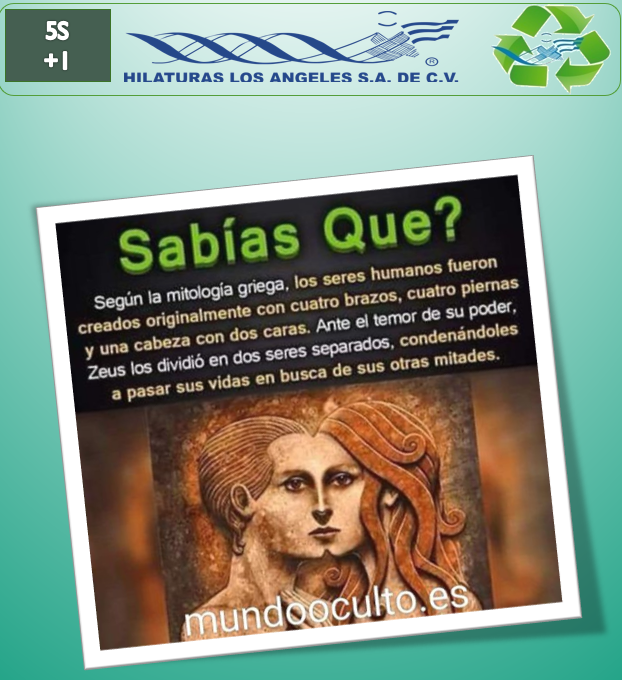 5S
+1
HILATURAS LOS ANGELES S.A. DE C.V.
®
Sabías Que?
Según la mitología griega, los seres humanos fueron
creados originalmente con cuatro brazos, cuatro piernas
y una cabeza con dos caras. Ante el temor de su poder,
Zeus los dividió en dos seres separados, condenándoles
a pasar sus vidas en busca de sus otras mitades.
mundooculto.es